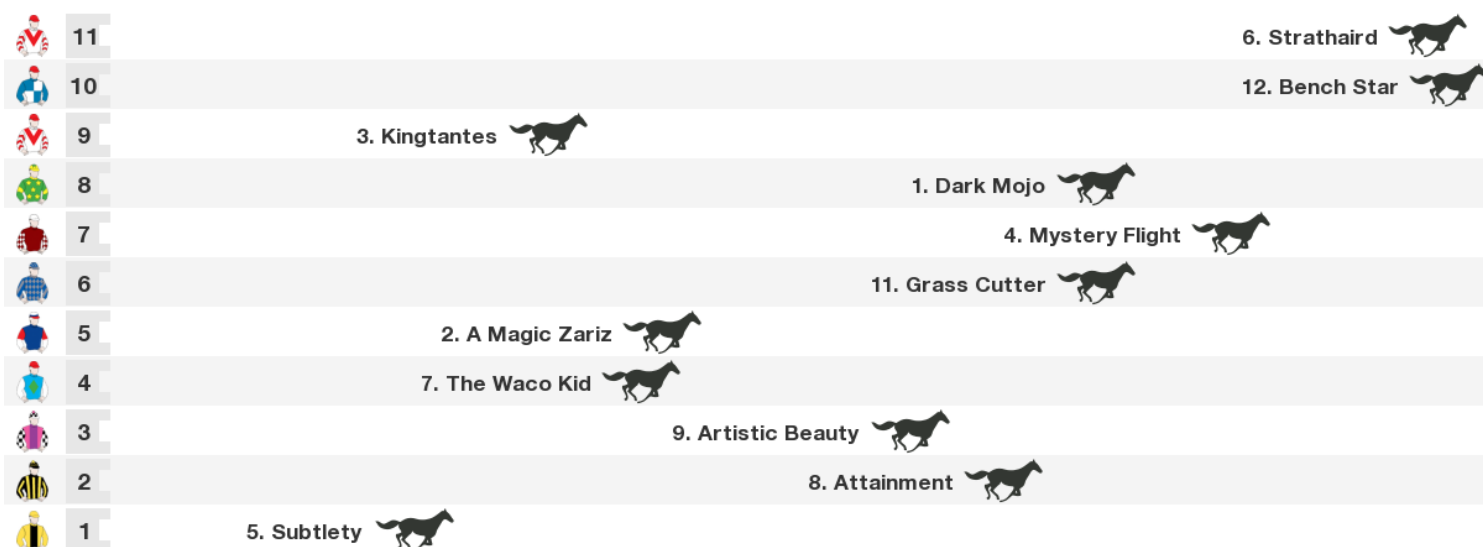 11 6. Strathaird
10 12. Bench Star
9 3. Kingtantes
8 1. Dark Mojo
7 4. Mystery Flight
6 11. Grass Cutter
5 2. A Magic Zariz
4 7. The Waco Kid
3 9. Artistic Beauty
2 8. Attainment
1 5. Subtlety